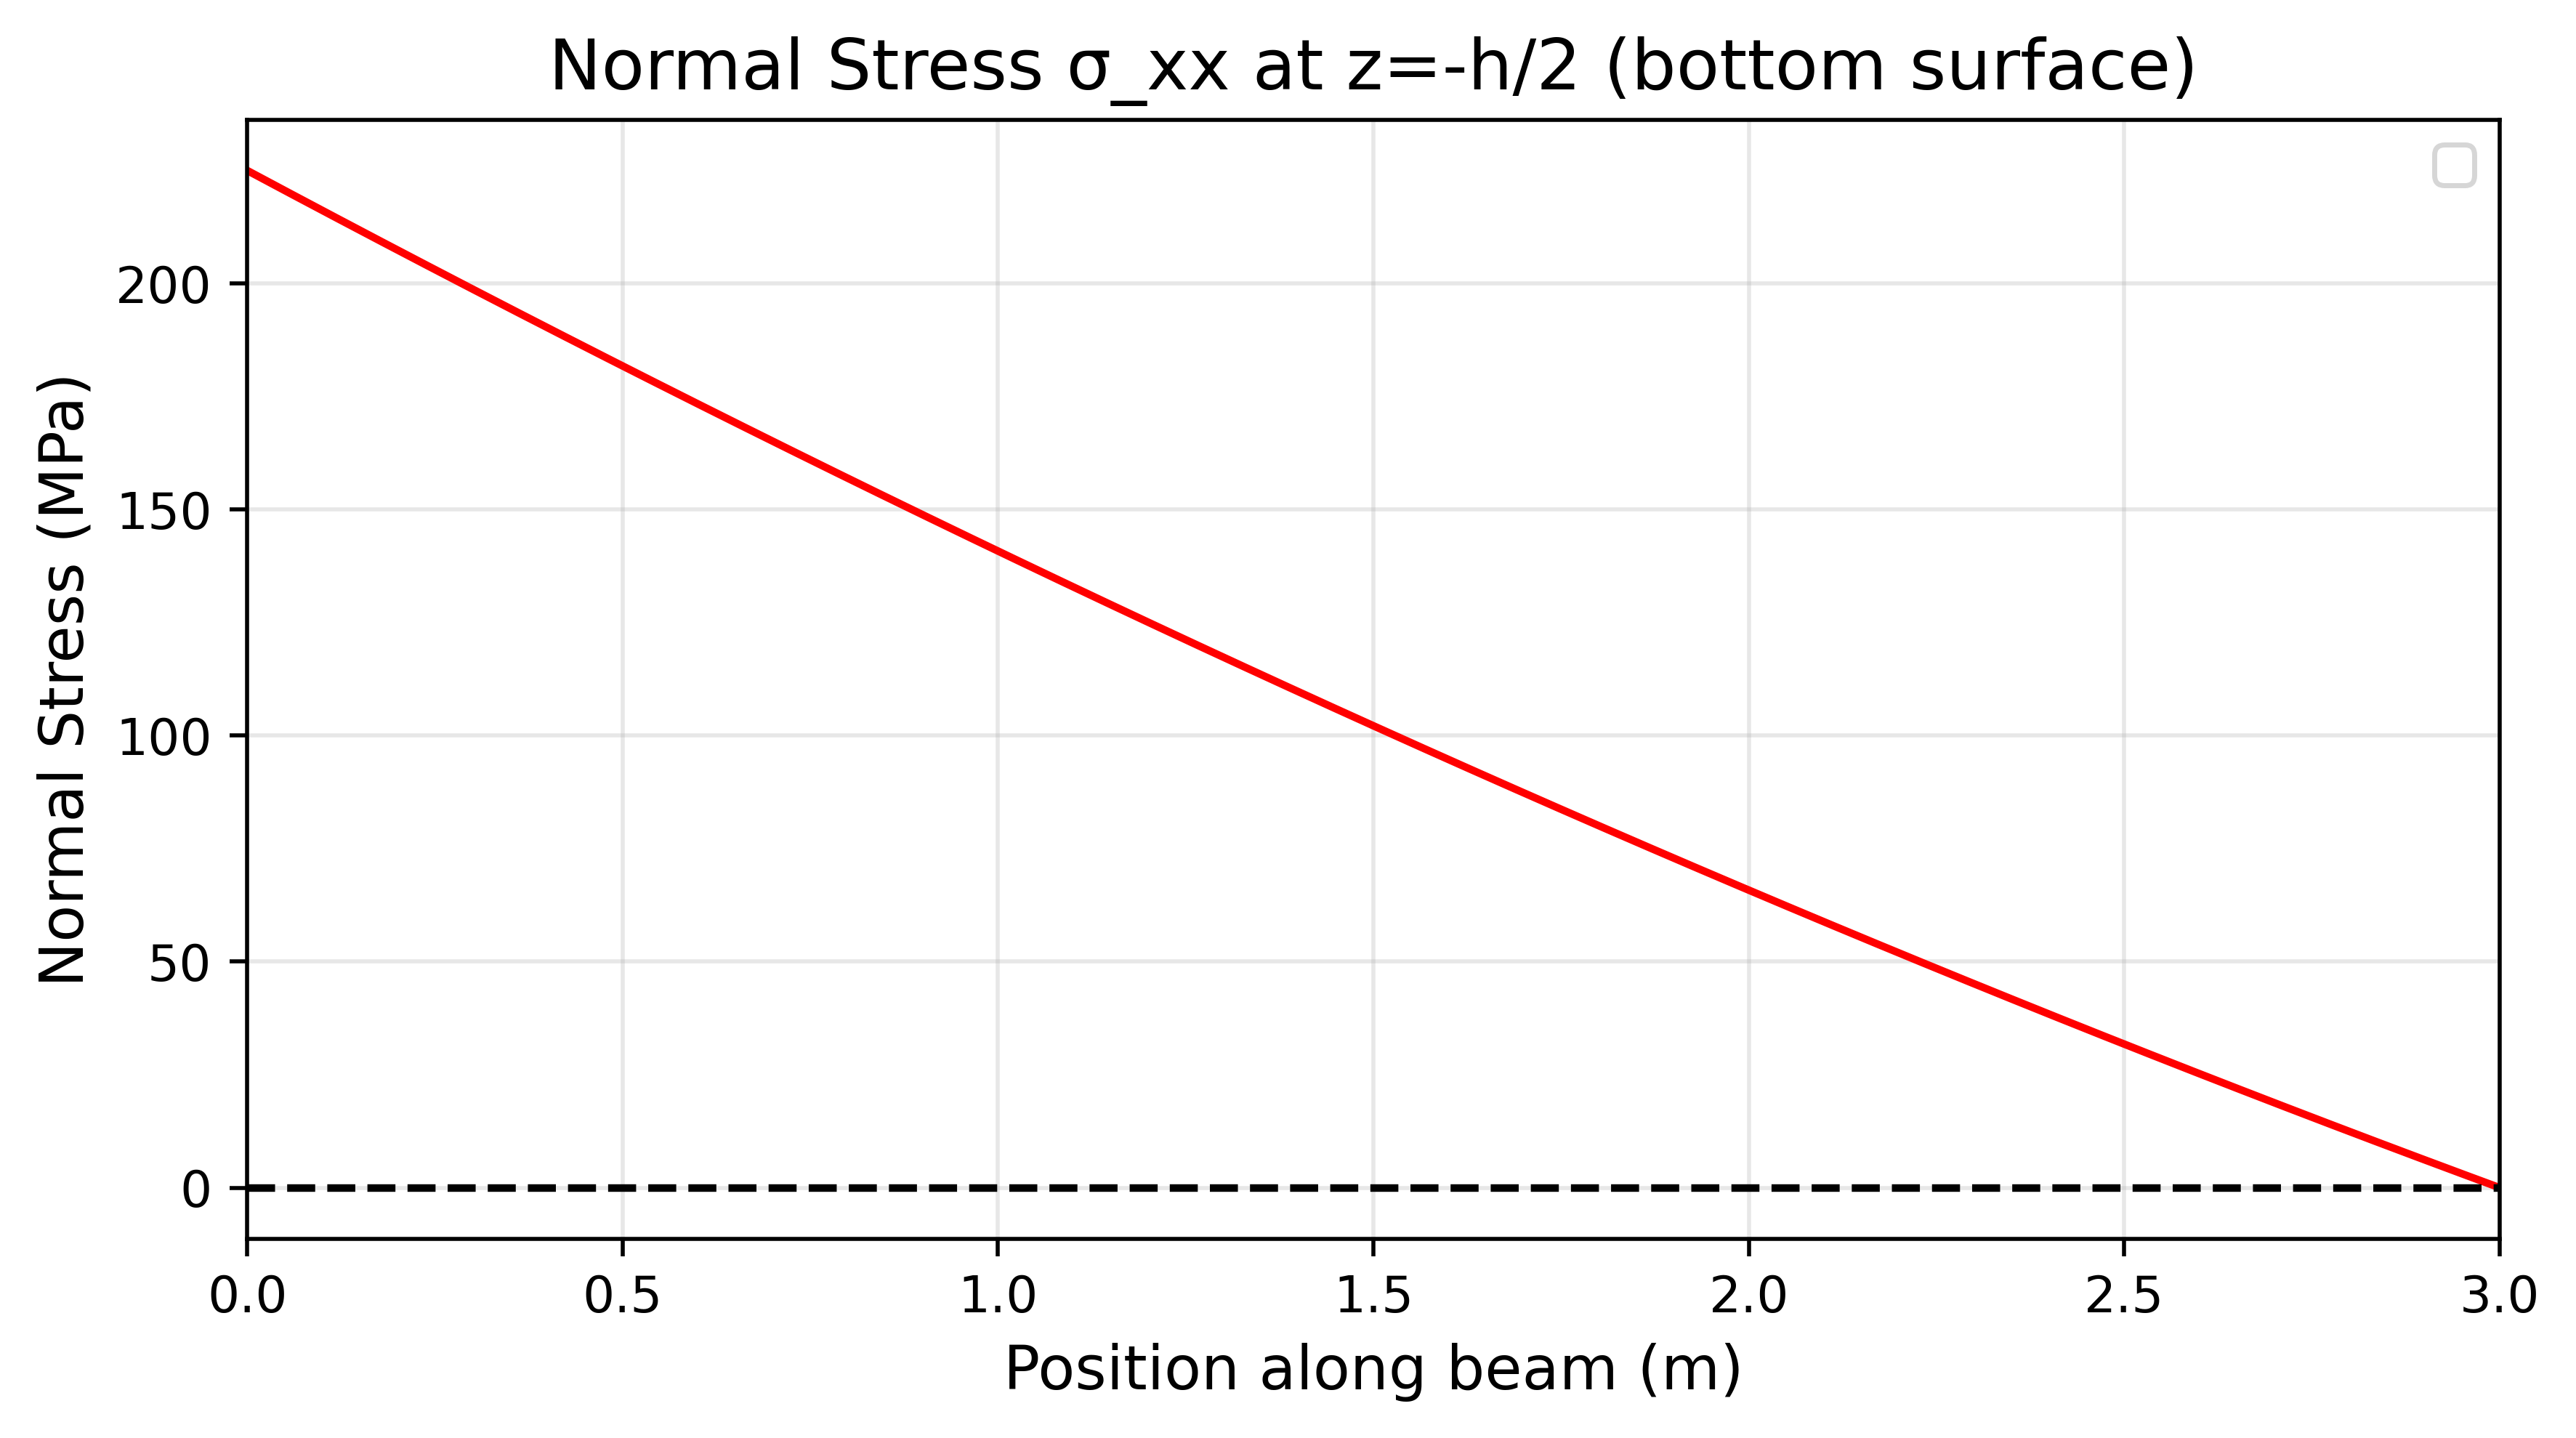 Normal Stress σ_xx at z=-h/2 (bottom surface)
Normal Stress (MPa)
200
150
100
50
0
0.0 0.5 1.0 1.5 2.0 2.5 3.0
Position along beam (m)